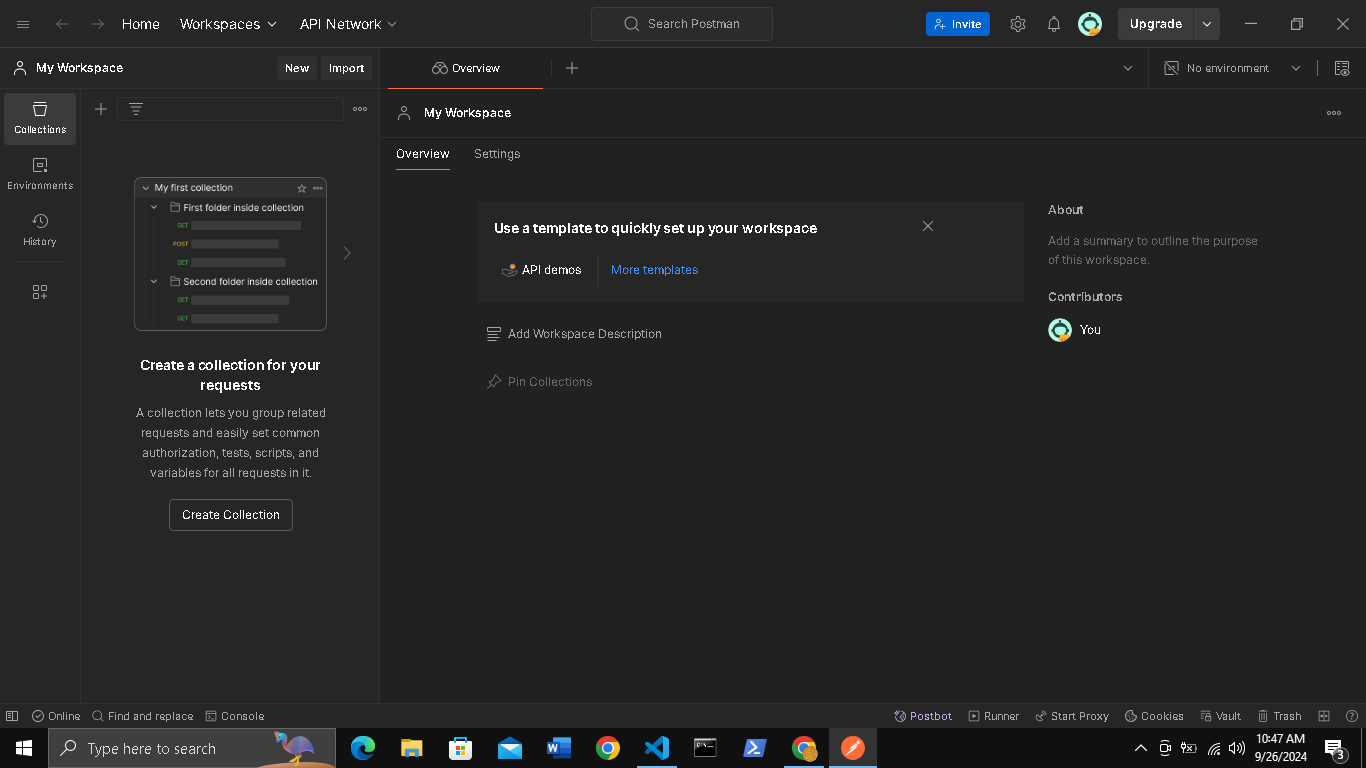 Home
Workspaces
API Network
Search Postman
Invite
Upgrade
My Workspace
New
Import
Overview
No environment
Collections
Environments
History
My first collection
First folder inside collection
GET
POST
GET
Second folder inside collection
GET
GET
Create a collection for your
requests
A collection lets you group related
requests and easily set common
authorization, tests, scripts, and
variables for all requests in it.
Create Collection
My Workspace
Overview
Settings
Use a template to quickly set up your workspace
API demos
More templates
Add Workspace Description
Pin Collections
About
Add a summary to outline the purpose
of this workspace.
Contributors
You
Online
Find and replace
Console
Postbot
Runner
Start Proxy
Cookies
Vault
Trash
Type here to search
10:47 AM
9/26/2024
3